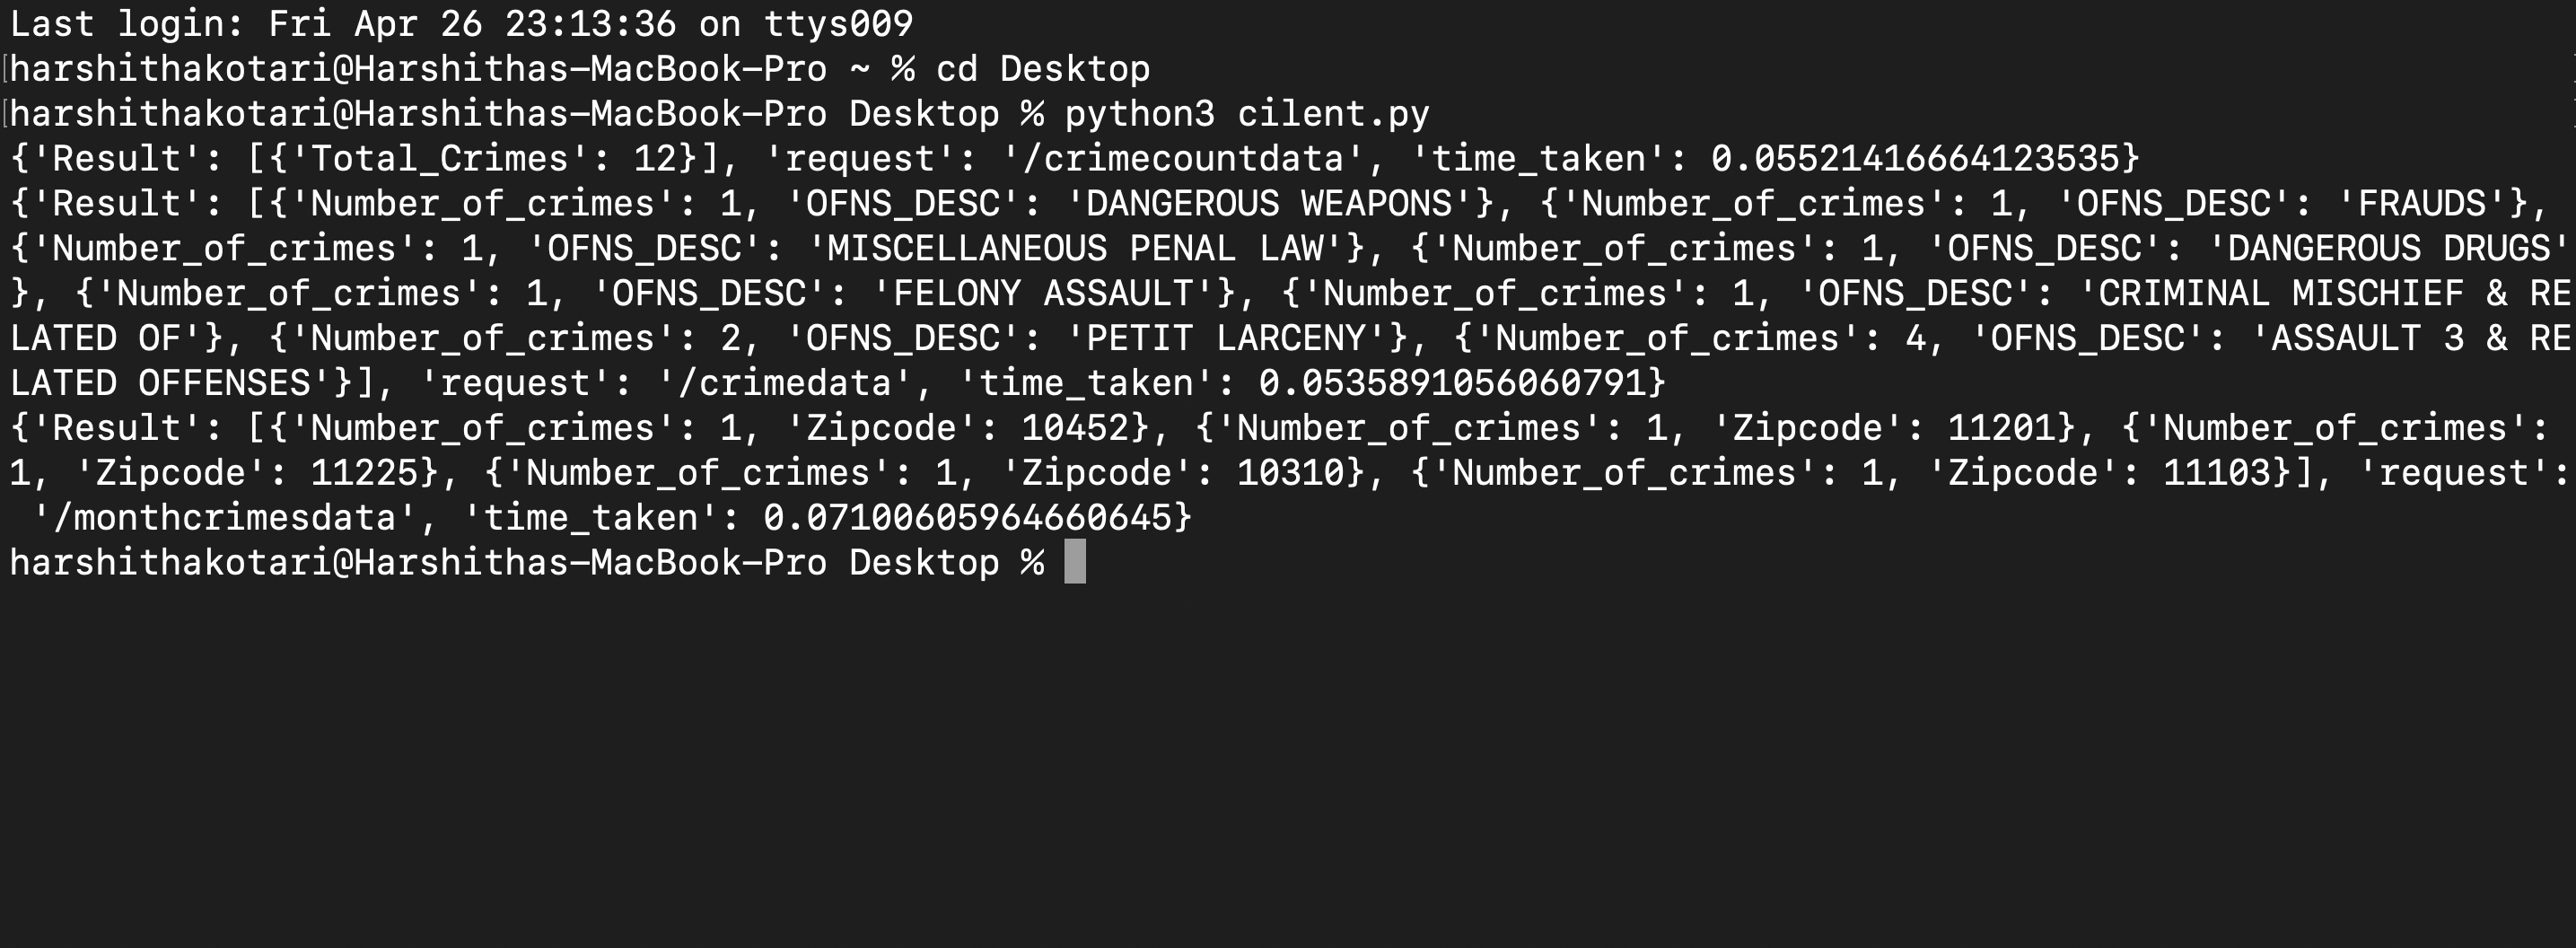 Last login: Fri Apr 26 23:13:36 on ttys009
[harshithakotari@Harshithas-MacBook-Pro ~ % cd Desktop
[harshithakotari@Harshithas-MacBook-Pro Desktop % python3 cilent.py
{'Result': [{'Total_Crimes': 12}], 'request': '/crimecountdata', 'time_taken': 0.05521416664123535}
{'Result': [{'Number_of_crimes': 1, 'OFNS_DESC': 'DANGEROUS WEAPONS'}, {'Number_of_crimes': 1, 'OFNS_DESC': 'FRAUDS'},
{'Number_of_crimes': 1, 'OFNS_DESC': 'MISCELLANEOUS PENAL LAW'}, {'Number_of_crimes': 1, 'OFNS_DESC': 'DANGEROUS DRUGS'
}, {'Number_of_crimes': 1, 'OFNS_DESC': 'FELONY ASSAULT'}, {'Number_of_crimes': 1, 'OFNS_DESC': 'CRIMINAL MISCHIEF & RE
LATED OF'}, {'Number_of_crimes': 2, 'OFNS_DESC': 'PETIT LARCENY'}, {'Number_of_crimes': 4, 'OFNS_DESC': 'ASSAULT 3 & RE
LATED OFFENSES'}], 'request': '/crimedata', 'time_taken': 0.0535891056060791}
{'Result': [{'Number_of_crimes': 1, 'Zipcode': 10452}, {'Number_of_crimes': 1, 'Zipcode': 11201}, {'Number_of_crimes':
1, 'Zipcode': 11225}, {'Number_of_crimes': 1, 'Zipcode': 10310}, {'Number_of_crimes': 1, 'Zipcode': 11103}], 'request':
 '/monthcrimesdata', 'time_taken': 0.07100605964660645}
harshithakotari@Harshithas-MacBook-Pro Desktop %